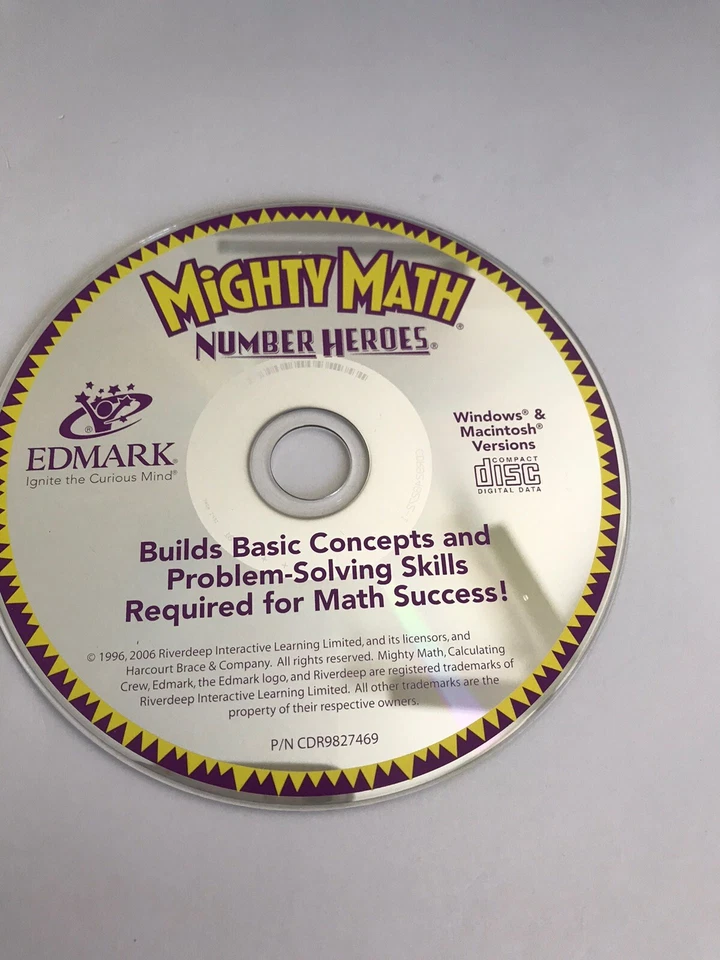 MIGHTY MATH®
NUMBER HEROES®
® EDMARK®
Ignite the Curious Mind®
Windows® &
Macintosh®
Versions
COMPACT
disc
DIGITAL DATA
Builds Basic Concepts and
Problem-Solving Skills
Required for Math Success!
© 1996, 2006 Riverdeep Interactive Learning Limited, and its licensors, and
Harcourt Brace & Company. All rights reserved. Mighty Math, Calculating
Crew, Edmark, the Edmark logo, and Riverdeep are registered trademarks of
Riverdeep Interactive Learning Limited. All other trademarks are the
property of their respective owners.
P/N CDR9827469